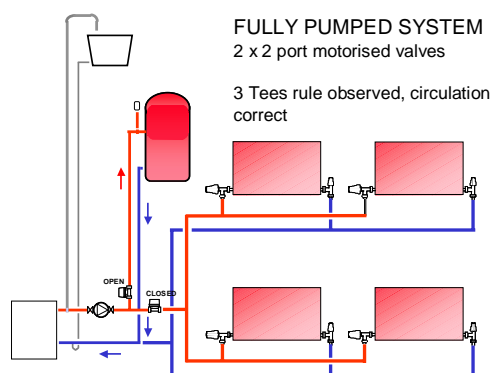 FULLY PUMPED SYSTEM
2 x 2 port motorised valves
3 Tees rule observed, circulation
correct
OPEN
CLOSED